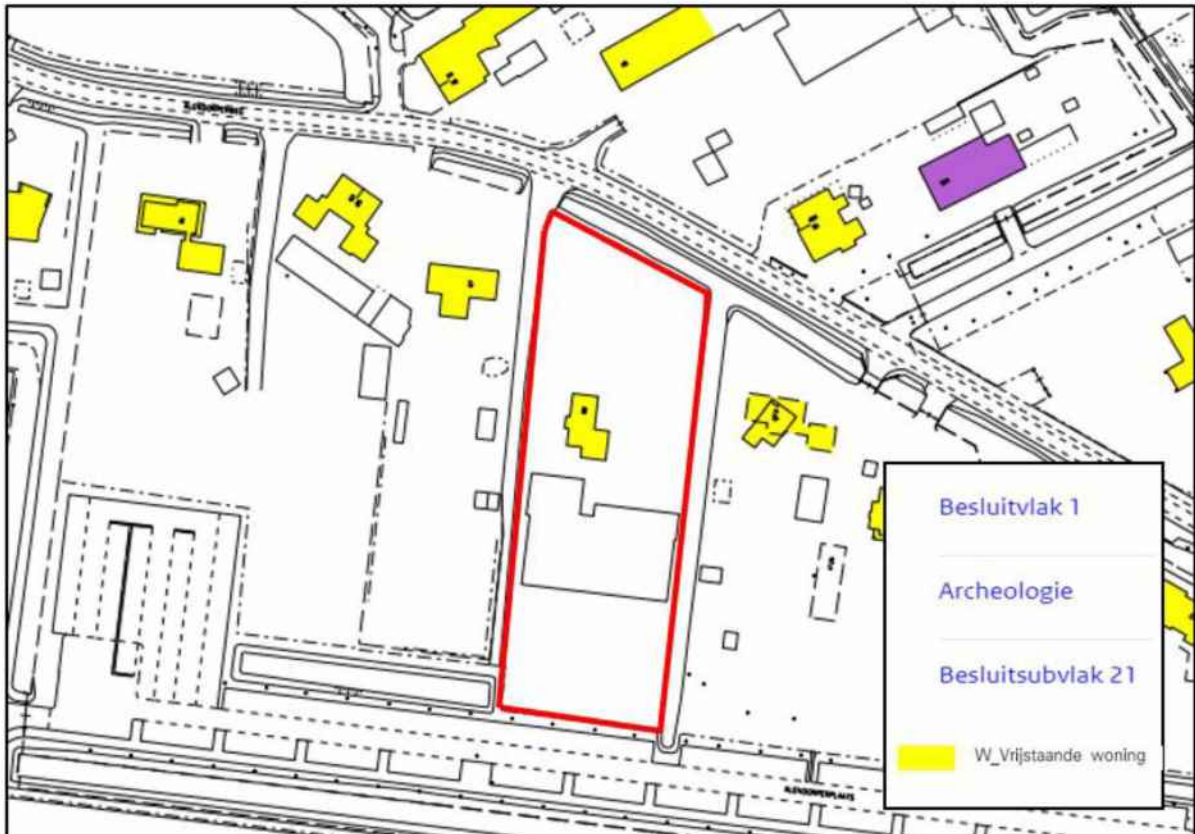 Besluitvlak 1
Archeologie
Besluitsubvlak 21
W_Vrijstaande woning